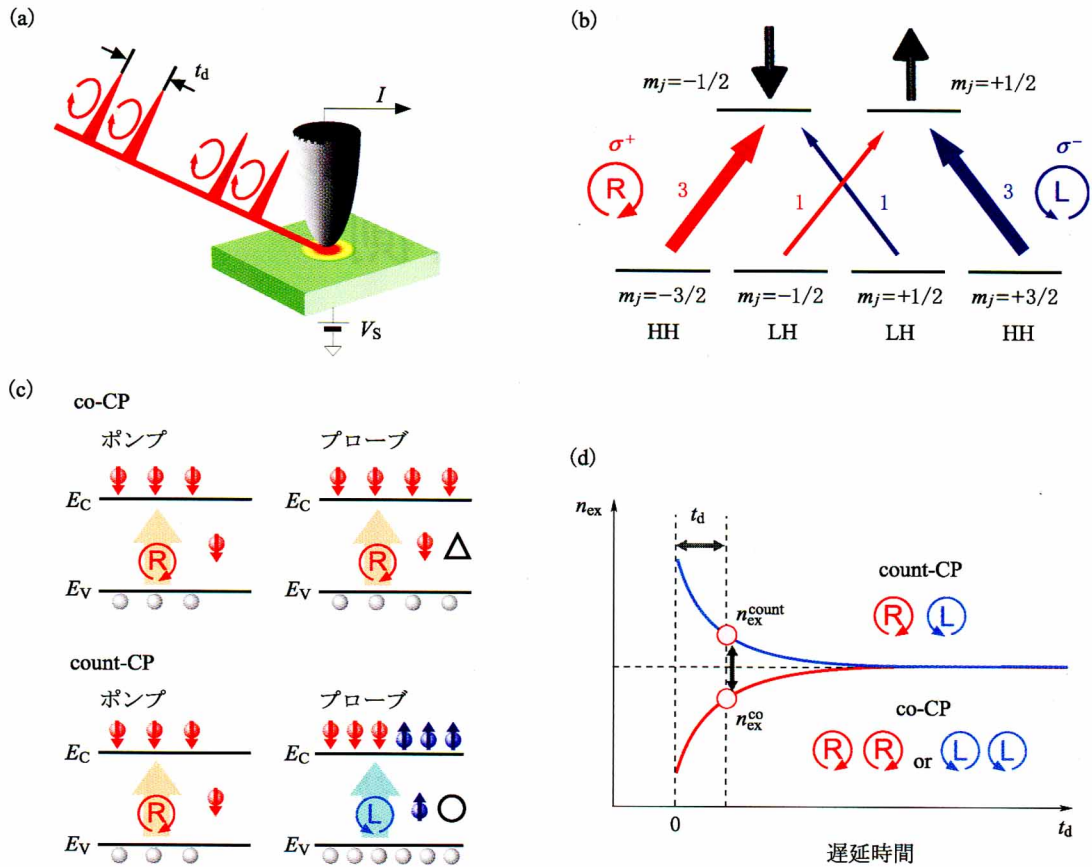 (a)
t_d
I
V_S
(b)
m_j=−1/2
m_j=+1/2
σ⁺
R
3
1
1
3
σ⁻
L
m_j=−3/2
m_j=−1/2
m_j=+1/2
m_j=+3/2
HH
LH
LH
HH
(c)
co-CP
ポンプ
プローブ
E_C
E_C
R
R
E_V
E_V
count-CP
ポンプ
プローブ
E_C
E_C
R
L
E_V
E_V
(d)
n_ex
t_d
count-CP
R L
n_ex^count
n_ex^co
co-CP
R R or L L
0
t_d
遅延時間